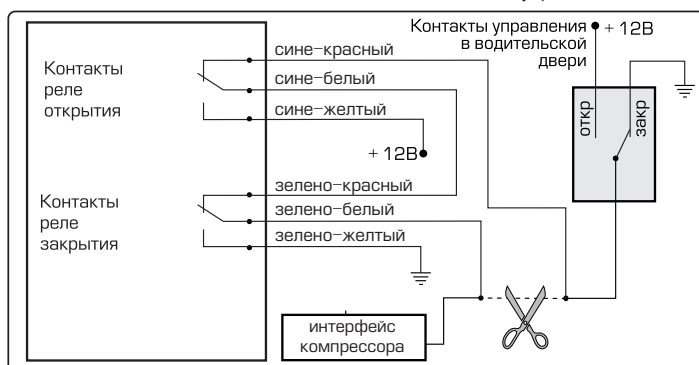 Контакты управления
в водительской
двери
+ 12В
сине-красный
Контакты
реле
открытия
сине-белый
сине-желтый
+ 12В
откр
закр
зелено-красный
Контакты
реле
закрытия
зелено-белый
зелено-желтый
интерфейс
компрессора